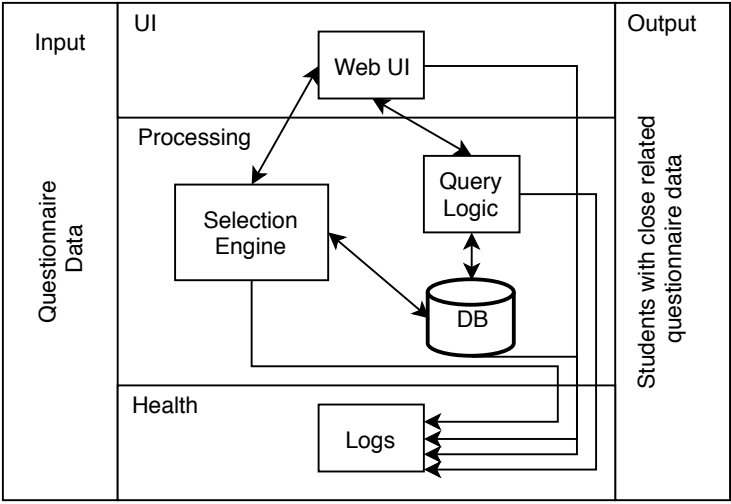 Input
UI
Output
Web UI
Processing
Query
Logic
Selection
Engine
DB
Questionnaire
Data
Students with close related
questionnaire data
Health
Logs